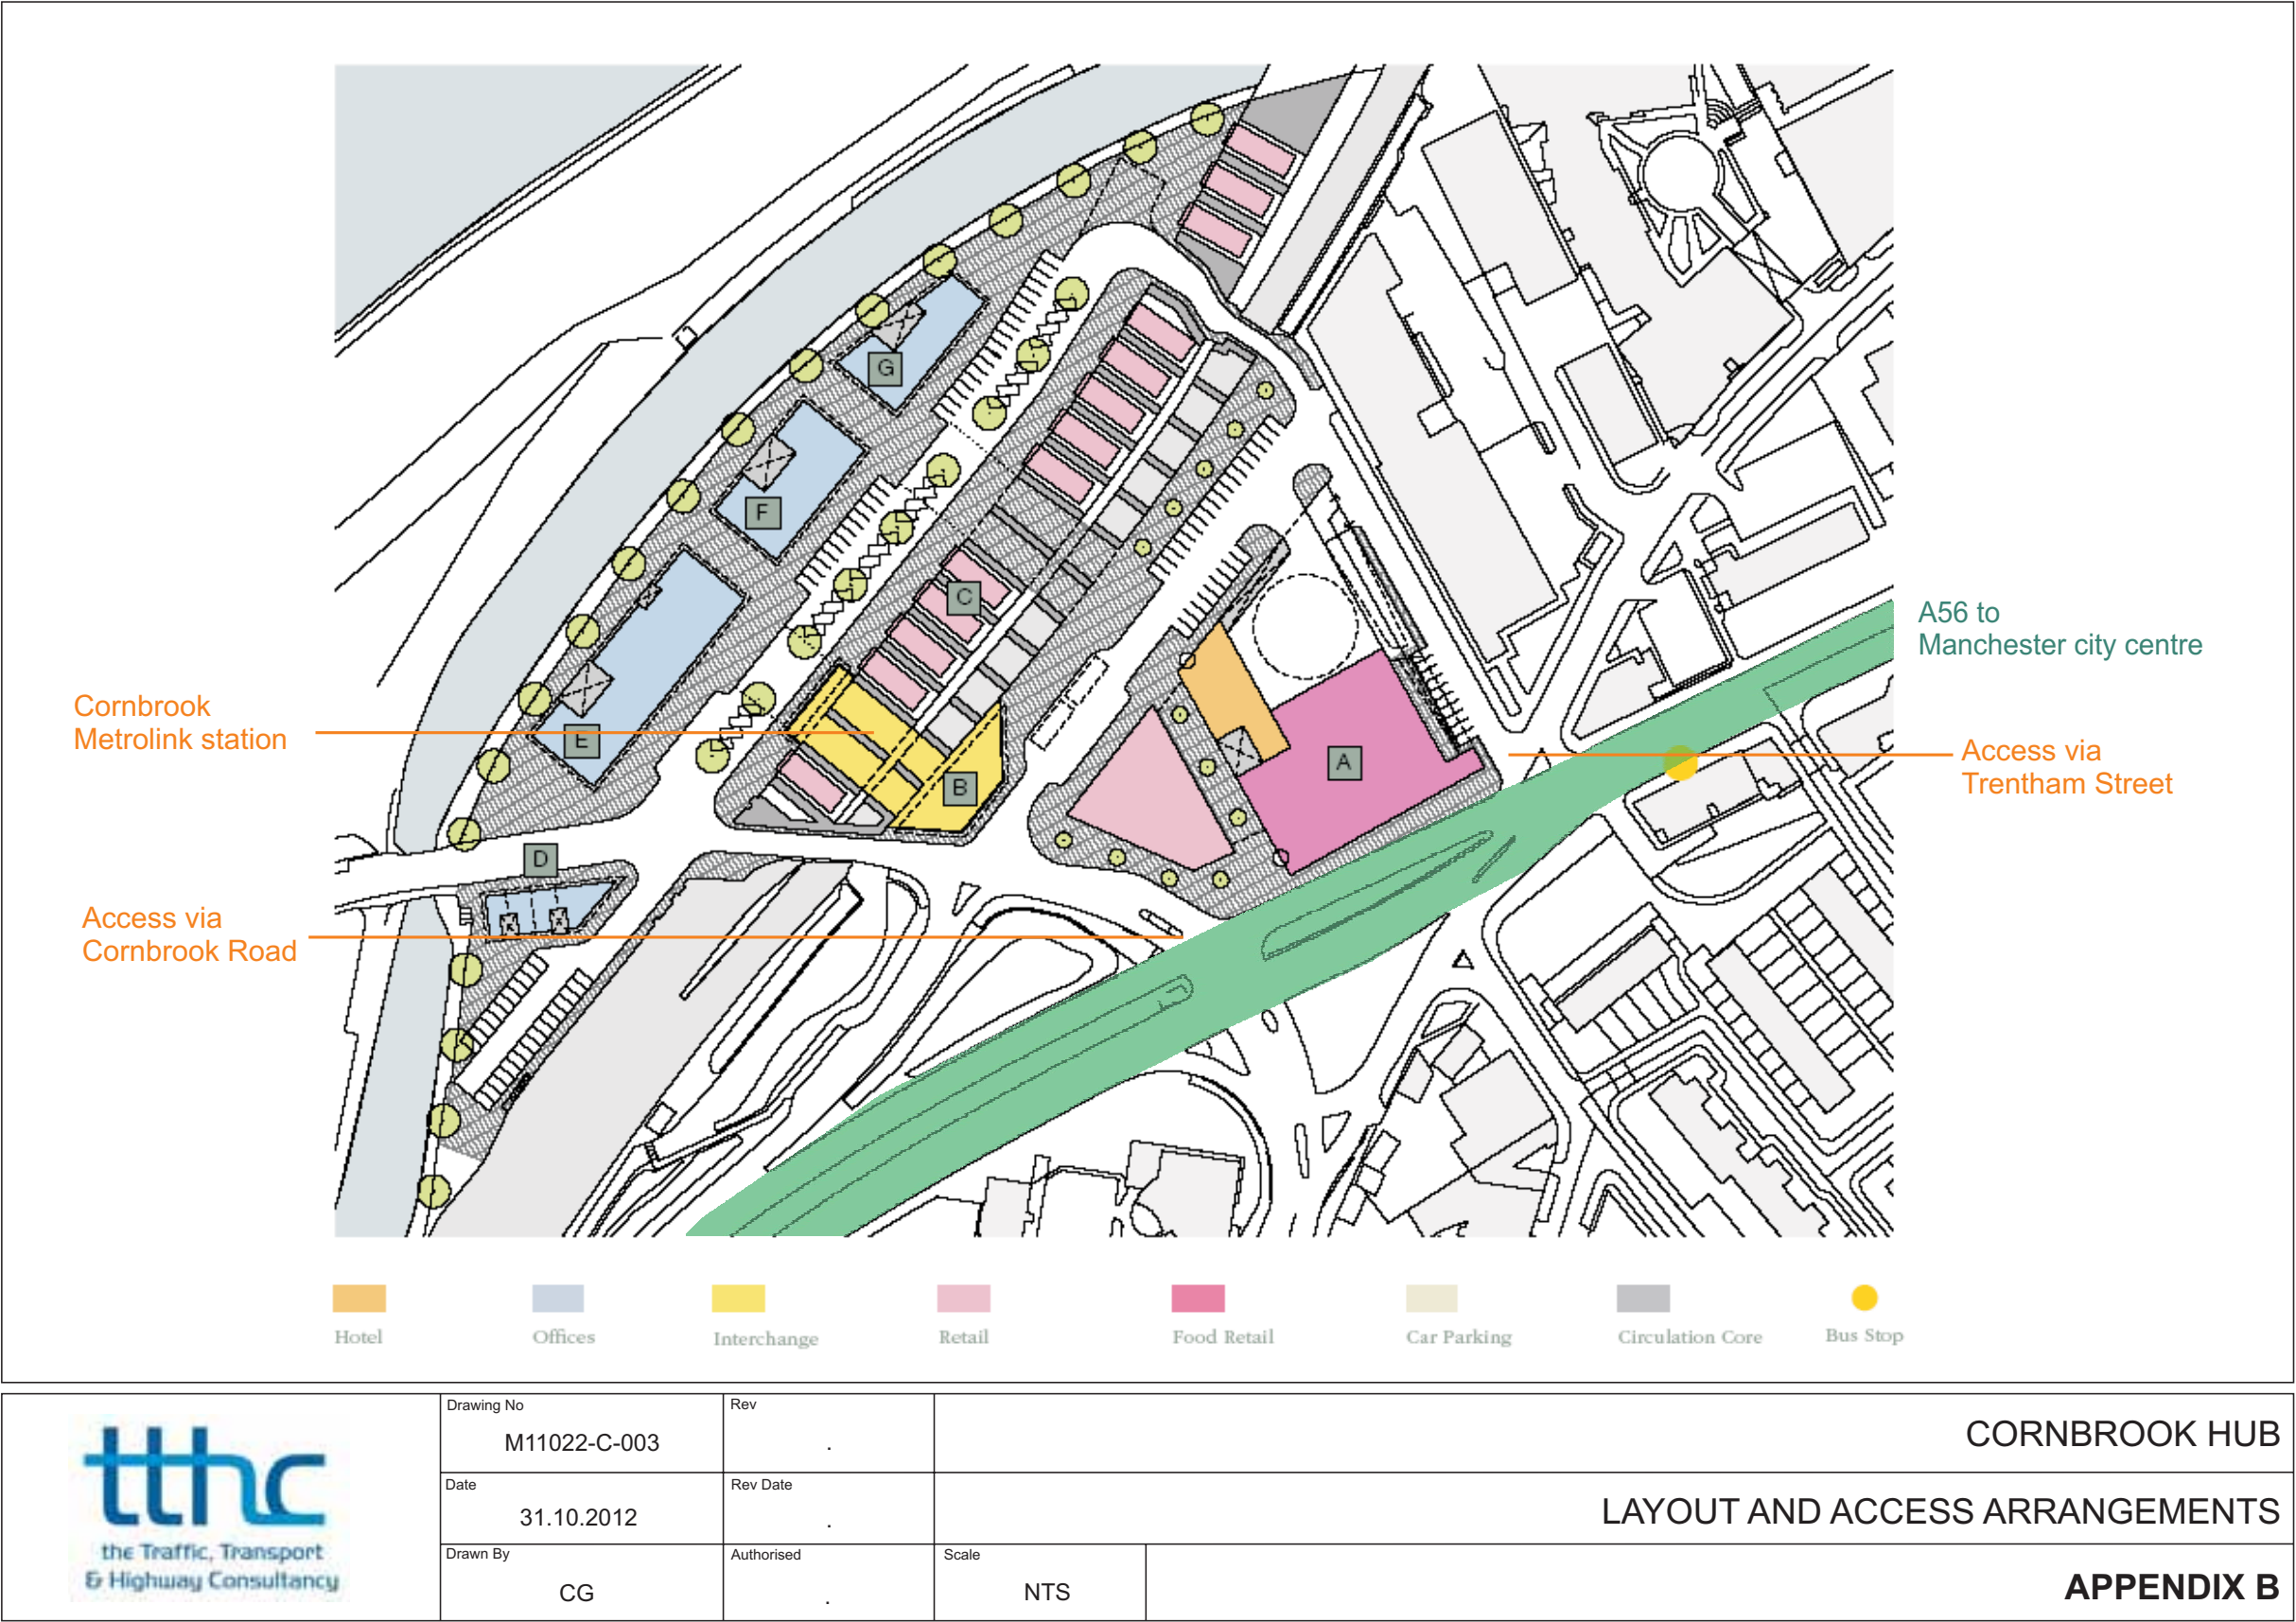 G
F
C
E
B
A
D
A56 to
Manchester city centre
Cornbrook
Metrolink station
Access via
Trentham Street
Access via
Cornbrook Road
Hotel
Offices
Interchange
Retail
Food Retail
Car Parking
Circulation Core
Bus Stop
tthc
the Traffic, Transport
& Highway Consultancy
Drawing No
M11022-C-003
Rev
.
CORNBROOK HUB
Date
31.10.2012
Rev Date
.
LAYOUT AND ACCESS ARRANGEMENTS
Drawn By
CG
Authorised
.
Scale
NTS
APPENDIX B